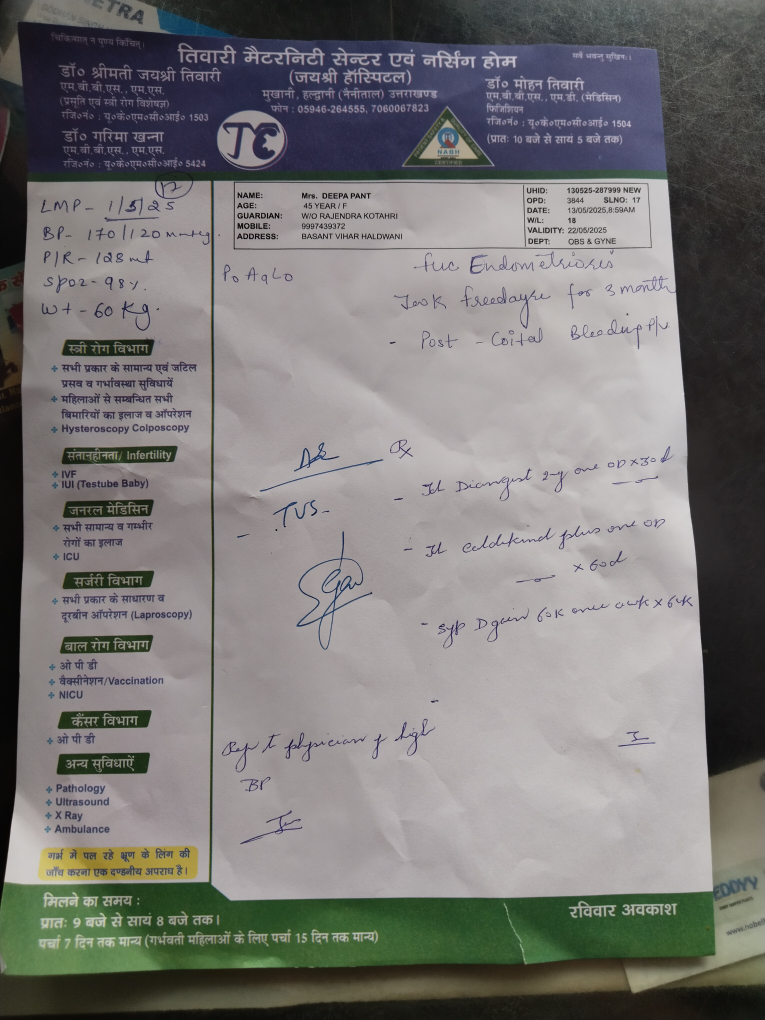 ETRA
चिकित्सात् न पुण्यं किंचित्।
सर्वे भवन्तु सुखिनः।।
तिवारी मैटरनिटी सेन्टर एवं नर्सिंग होम
(जयश्री हॉस्पिटल)
मुखानी, हल्द्वानी (नैनीताल) उत्तराखण्ड
फोन : 05946-264555, 7060067823
डॉ० श्रीमती जयश्री तिवारी
एम.बी.बी.एस., एम.एस.
(प्रसूति एवं स्त्री रोग विशेषज्ञ)
रजि०नं० : यू०के०एम०सी०आई० 1503
डॉ० गरिमा खन्ना
एम.बी.बी.एस., एम.एस.
रजि०नं० : यू०के०एम०सी०आई० 5424
डॉ० मोहन तिवारी
एम.बी.बी.एस., एम.डी. (मेडिसिन)
फिजिशियन
रजि०नं० : यू०के०एम०सी०आई० 1504
(प्रातः 10 बजे से सायं 5 बजे तक)
NABH
NAME: Mrs. DEEPA PANT
AGE: 45 YEAR / F
GUARDIAN: W/O RAJENDRA KOTAHRI
MOBILE: 9997439372
ADDRESS: BASANT VIHAR HALDWANI
UHID: 130525-287999 NEW
OPD: 3844 SLNO: 17
DATE: 13/05/2025,8:59AM
W/L: 18
VALIDITY: 22/05/2025
DEPT: OBS & GYNE
17
LMP - 1/5/25
BP - 170/120 mmHg
P/R - 128 mt
SpO2 - 98%
Wt - 60 kg.
P0 A2 L0
fuc Endometriosis
Took for 3 month
- Post - Coital Bleeding P/v
Adv
- TVS -
Rx
- 2mg one OD x 30d
- plus one OD
x 60d
- Syp D gain 60K once x 6wk
Refer to physician for high
BP
स्त्री रोग विभाग
सभी प्रकार के सामान्य एवं जटिल
प्रसव व गर्भावस्था सुविधायें
महिलाओं से सम्बन्धित सभी
बिमारियों का इलाज व ऑपरेशन
Hysteroscopy Colposcopy
संतानहीनता/ Infertility
IVF
IUI (Testube Baby)
जनरल मेडिसिन
सभी सामान्य व गम्भीर
रोगों का इलाज
ICU
सर्जरी विभाग
सभी प्रकार के साधारण व
दूरबीन ऑपरेशन (Laproscopy)
बाल रोग विभाग
ओ पी डी
वैक्सीनेशन/Vaccination
NICU
कैंसर विभाग
ओ पी डी
अन्य सुविधाऐं
Pathology
Ultrasound
X Ray
Ambulance
गर्भ में पल रहे भ्रूण के लिंग की
जाँच करना एक दण्डनीय अपराध है।
मिलने का समय :
प्रातः 9 बजे से सायं 8 बजे तक।
पर्चा 7 दिन तक मान्य (गर्भवती महिलाओं के लिए पर्चा 15 दिन तक मान्य)
रविवार अवकाश
EDDYY